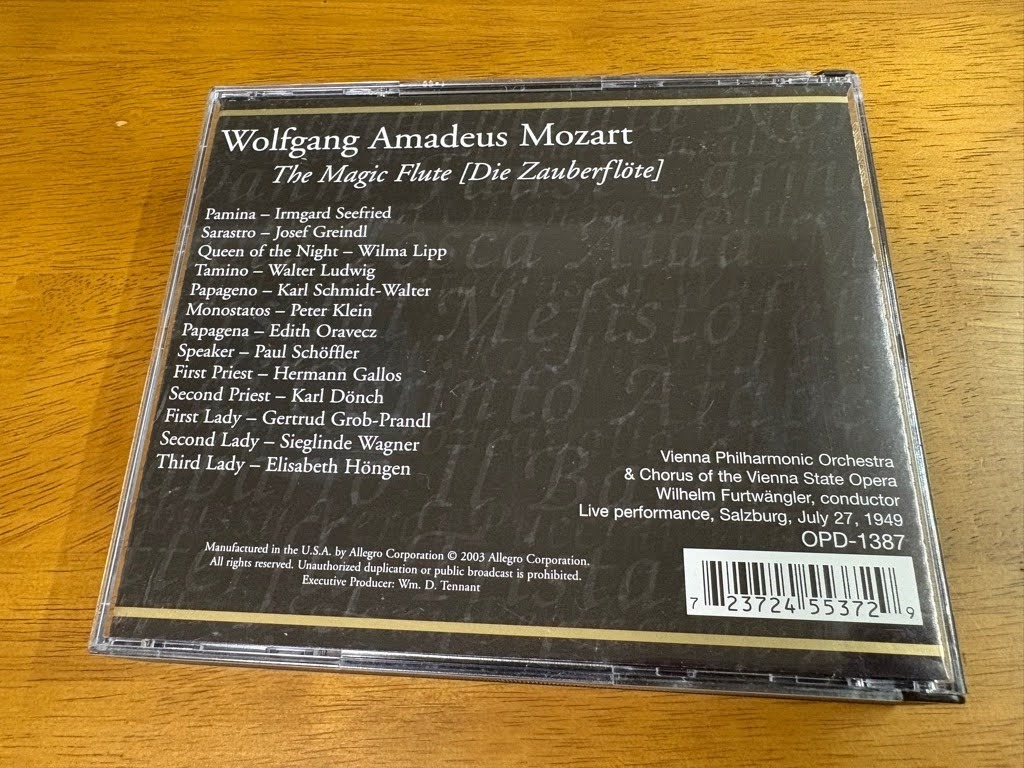 Wolfgang Amadeus Mozart
The Magic Flute [Die Zauberflöte]
Pamina – Irmgard Seefried
Sarastro – Josef Greindl
Queen of the Night – Wilma Lipp
Tamino – Walter Ludwig
Papageno – Karl Schmidt-Walter
Monostatos – Peter Klein
Papagena – Edith Oravecz
Speaker – Paul Schöffler
First Priest – Hermann Gallos
Second Priest – Karl Dönch
First Lady – Gertrud Grob-Prandl
Second Lady – Sieglinde Wagner
Third Lady – Elisabeth Höngen
Vienna Philharmonic Orchestra
& Chorus of the Vienna State Opera
Wilhelm Furtwängler, conductor
Live performance, Salzburg, July 27, 1949
OPD-1387
Manufactured in the U.S.A. by Allegro Corporation © 2003 Allegro Corporation.
All rights reserved. Unauthorized duplication or public broadcast is prohibited.
Executive Producer: Wm. D. Tennant
7 23724 55372 9